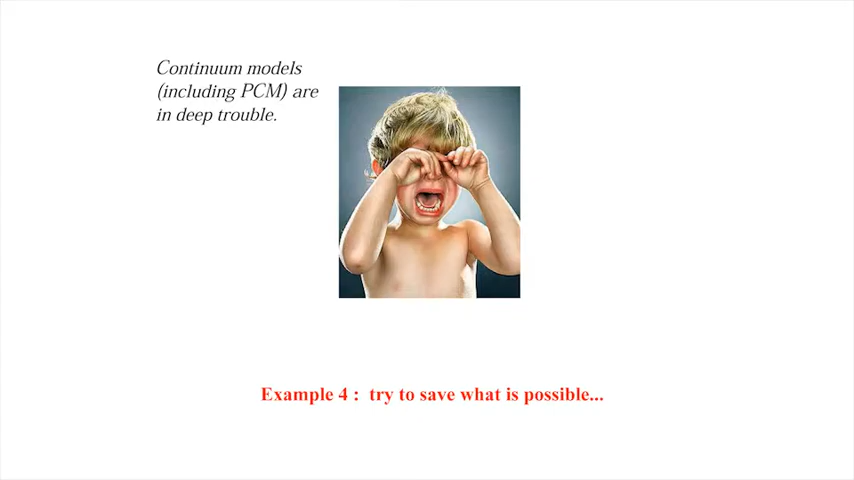 Continuum models
(including PCM) are
in deep trouble.
Example 4 : try to save what is possible...